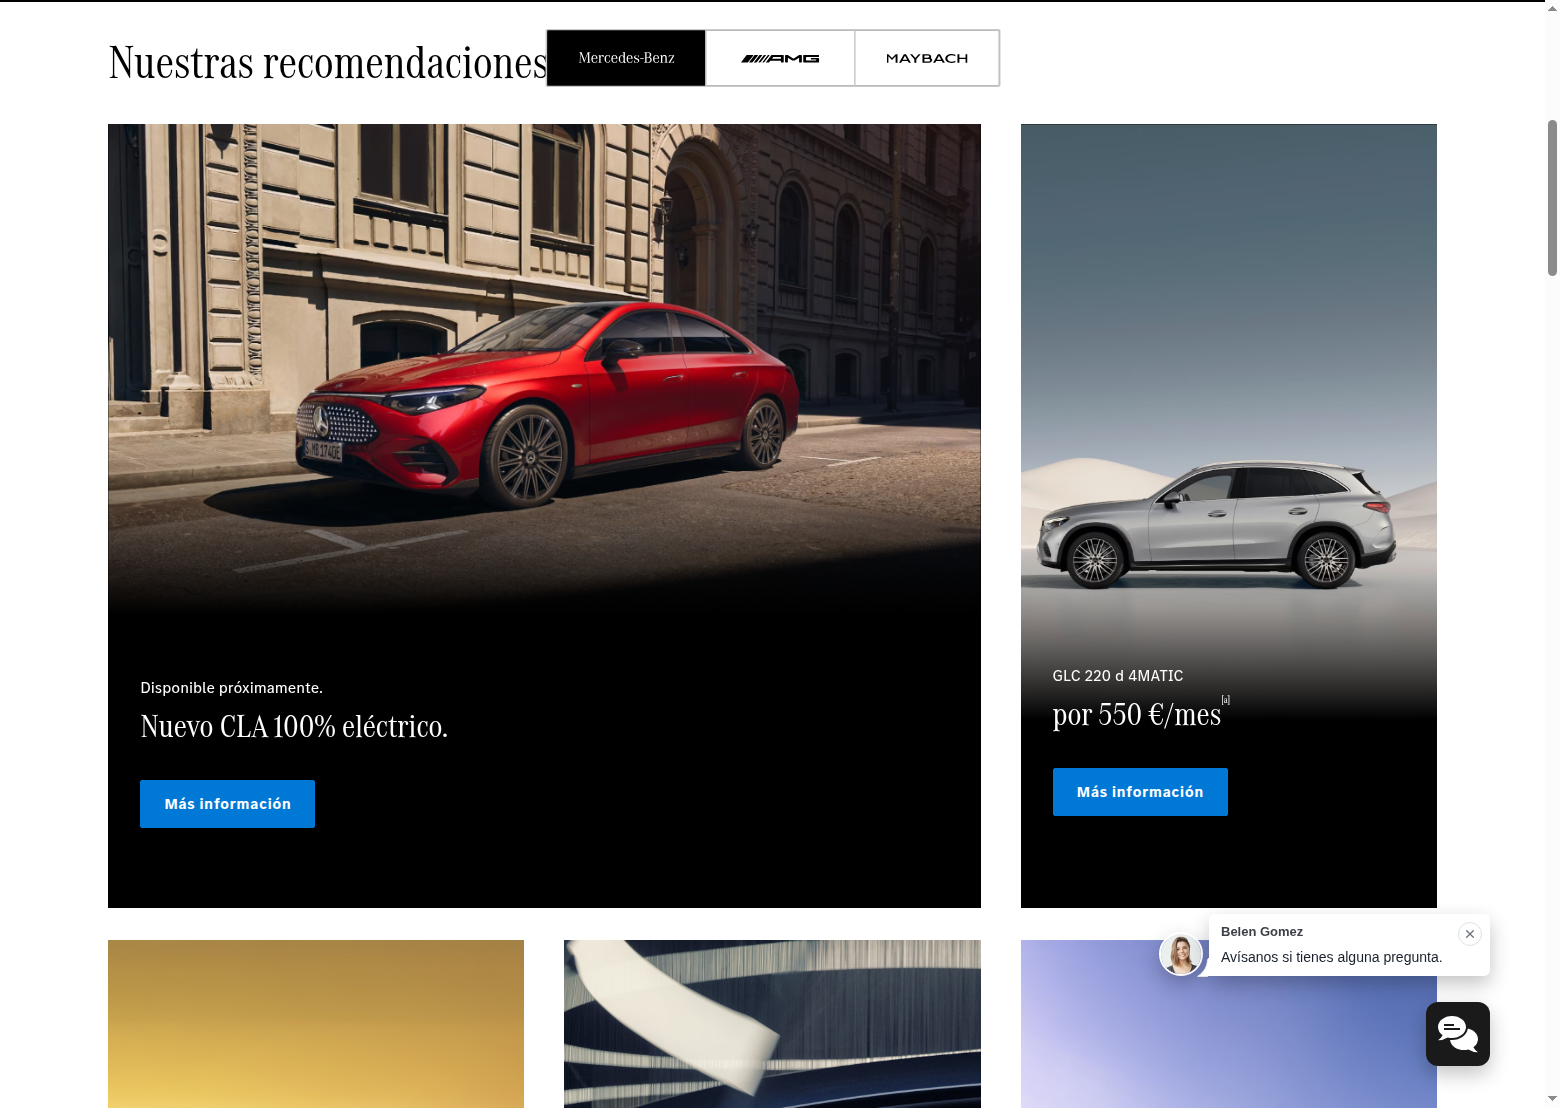 Nuestras recomendaciones
Mercedes-Benz
AMG
MAYBACH
Disponible próximamente.
Nuevo CLA 100% eléctrico.
Más información
GLC 220 d 4MATIC
por 550 €/mes[a]
Más información
Belen Gomez
Avísanos si tienes alguna pregunta.